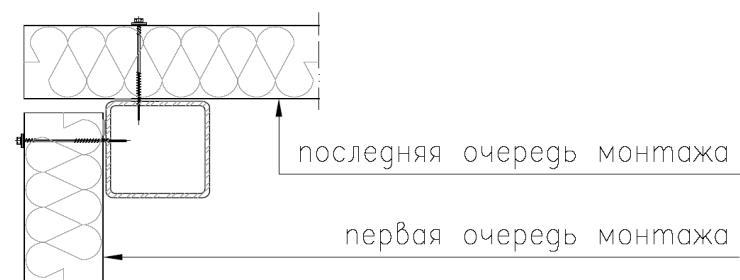 последняя очередь монтажа
первая очередь монтажа